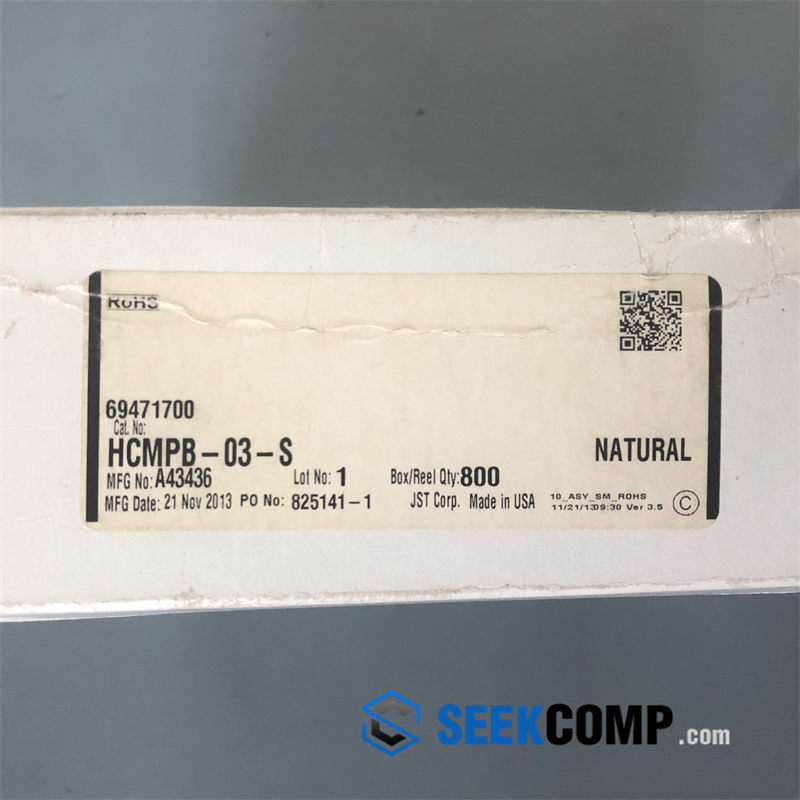 RoHS
69471700
Cat. No:
HCMPB-03-S NATURAL
MFG No: A43436 Lot No: 1 Box/Reel Qty: 800
MFG Date: 21 Nov 2013 PO No: 825141-1 JST Corp. Made in USA
10_ASY_SM_ROHS
11/21/1309:30 Ver 3.5 C
SEEKCOMP.com